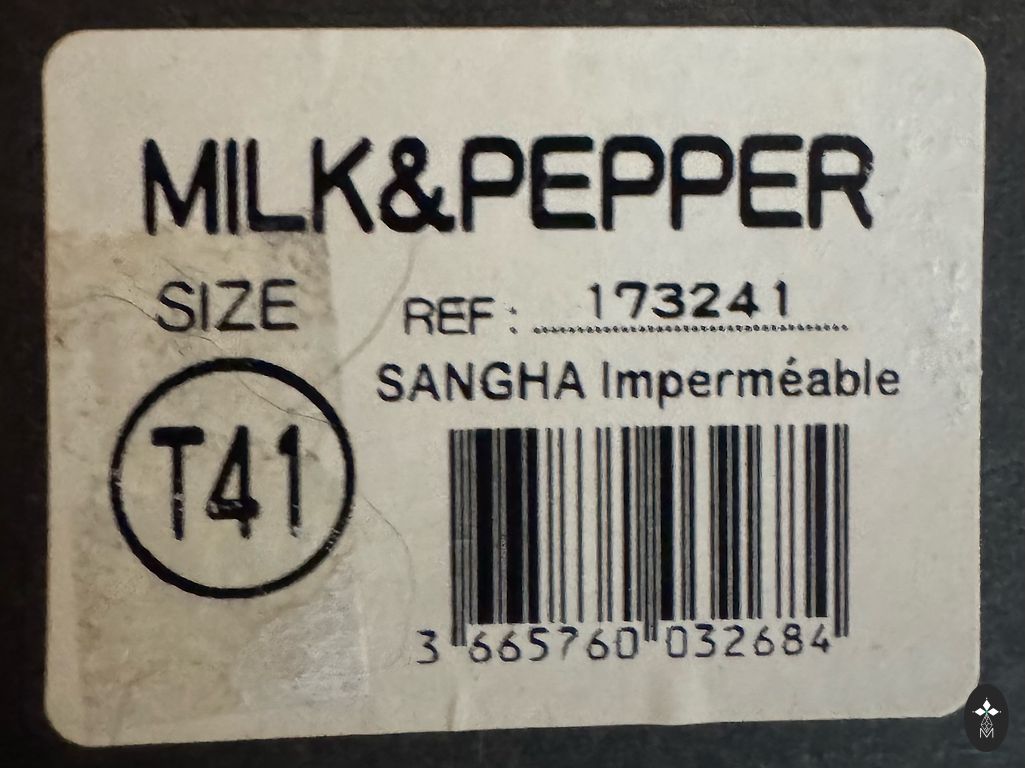 MILK&PEPPER
SIZE
REF: 173241
SANGHA Imperméable
T41
3 665760 032684
M